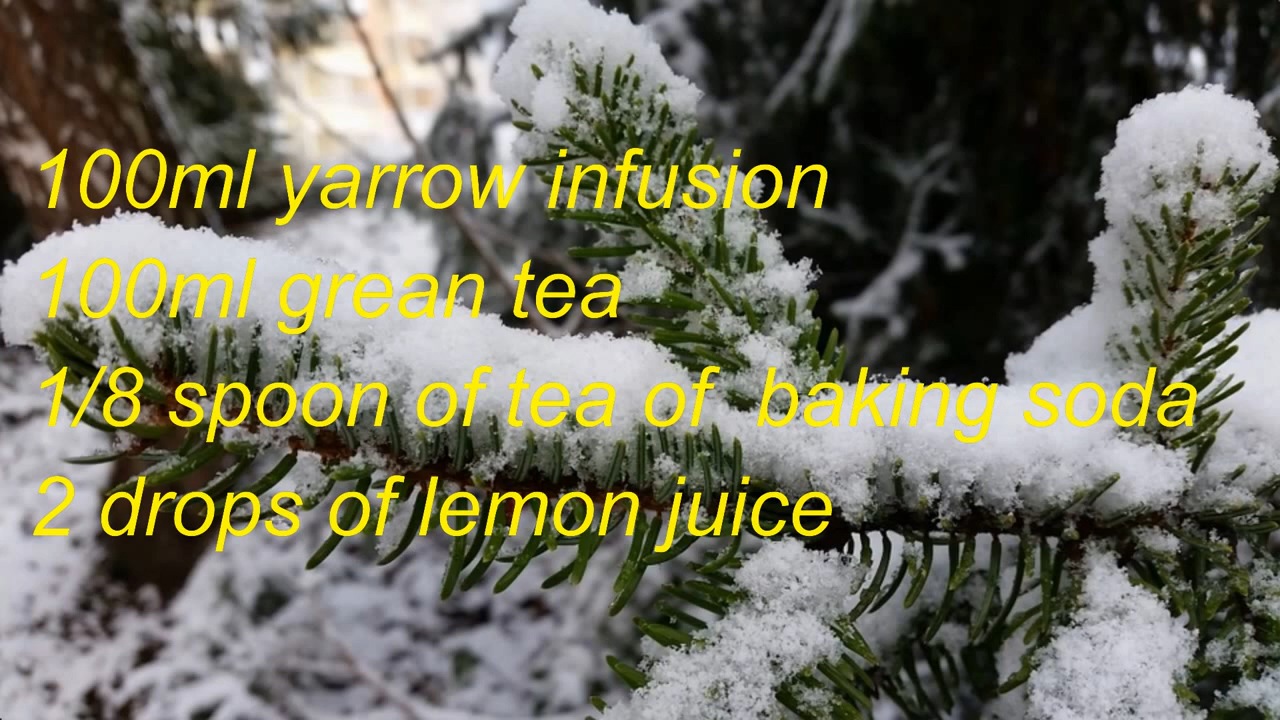 100ml yarrow infusion
100ml grean tea
1/8 spoon of tea of  baking soda
2 drops of lemon juice